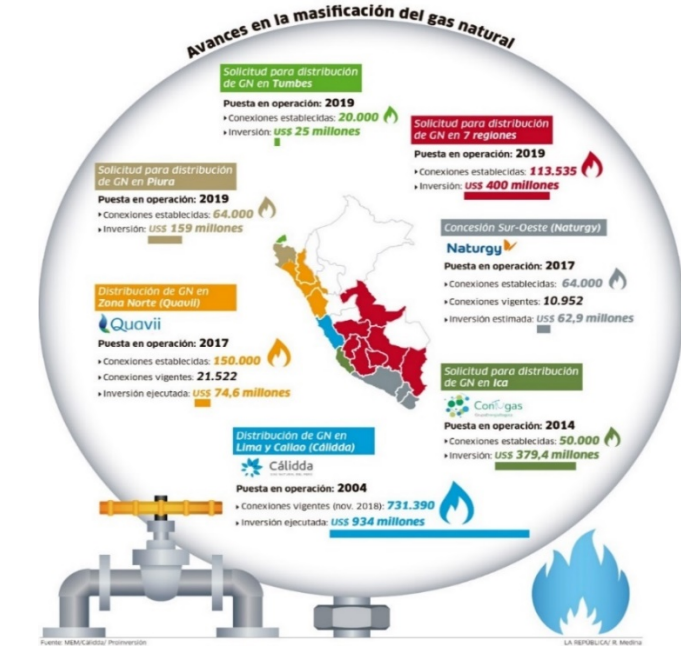 Avances en la masificación del gas natural
Solicitud para distribución
de GN en Tumbes
Puesta en operación: 2019
Conexiones establecidas: 20.000
Inversión: US$ 25 millones
Solicitud para distribución
de GN en 7 regiones
Puesta en operación: 2019
Conexiones establecidas: 113.535
Inversión: US$ 400 millones
Solicitud para distribución
de GN en Piura
Puesta en operación: 2019
Conexiones establecidas: 64.000
Inversión: US$ 159 millones
Concesión Sur-Oeste (Naturgy)
Naturgy
Puesta en operación: 2017
Conexiones establecidas: 64.000
Conexiones vigentes: 10.952
Inversión estimada: US$ 62,9 millones
Distribución de GN en
Zona Norte (Quavii)
Quavii
Puesta en operación: 2017
Conexiones establecidas: 150.000
Conexiones vigentes: 21.522
Inversión ejecutada: US$ 74,6 millones
Solicitud para distribución
de GN en Ica
Contugas
Puesta en operación: 2014
Conexiones establecidas: 50.000
Inversión: US$ 379,4 millones
Distribución de GN en
Lima y Callao (Cálidda)
Cálidda
Puesta en operación: 2004
Conexiones vigentes (nov. 2018): 731.390
Inversión ejecutada: US$ 934 millones
Fuente: MEM/Cálidda/ Proinversión
LA REPÚBLICA/ R. Medina